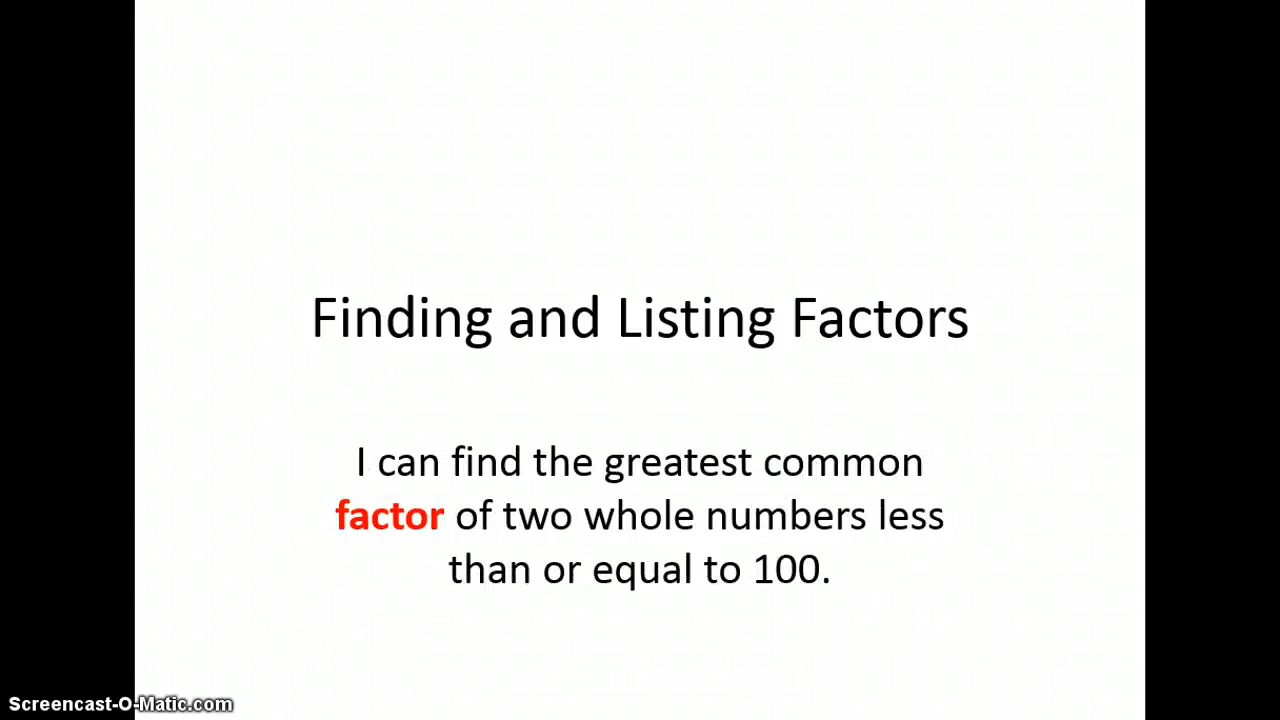 Finding and Listing Factors
I can find the greatest common
factor of two whole numbers less
than or equal to 100.
Screencast-O-Matic.com